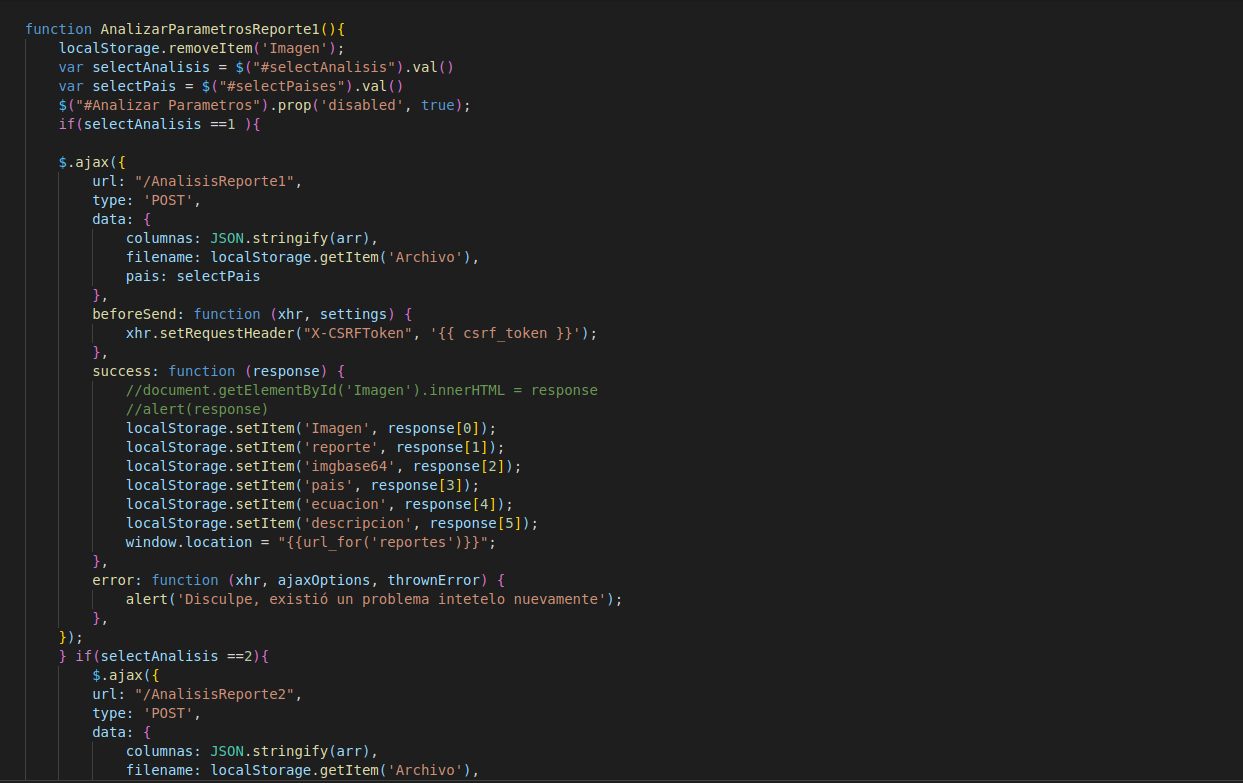 function AnalizarParametrosReporte1(){
    localStorage.removeItem('Imagen');
    var selectAnalisis = $("#selectAnalisis").val()
    var selectPais = $("#selectPaises").val()
    $("#Analizar Parametros").prop('disabled', true);
    if(selectAnalisis ==1 ){

    $.ajax({
        url: "/AnalisisReporte1",
        type: 'POST',
        data: {
            columnas: JSON.stringify(arr),
            filename: localStorage.getItem('Archivo'),
            pais: selectPais
        },
        beforeSend: function (xhr, settings) {
            xhr.setRequestHeader("X-CSRFToken", '{{ csrf_token }}');
        },
        success: function (response) {
            //document.getElementById('Imagen').innerHTML = response
            //alert(response)
            localStorage.setItem('Imagen', response[0]);
            localStorage.setItem('reporte', response[1]);
            localStorage.setItem('imgbase64', response[2]);
            localStorage.setItem('pais', response[3]);
            localStorage.setItem('ecuacion', response[4]);
            localStorage.setItem('descripcion', response[5]);
            window.location = "{{url_for('reportes')}}";
        },
        error: function (xhr, ajaxOptions, thrownError) {
            alert('Disculpe, existió un problema intetelo nuevamente');
        },
    });
    } if(selectAnalisis ==2){
        $.ajax({
        url: "/AnalisisReporte2",
        type: 'POST',
        data: {
            columnas: JSON.stringify(arr),
            filename: localStorage.getItem('Archivo'),